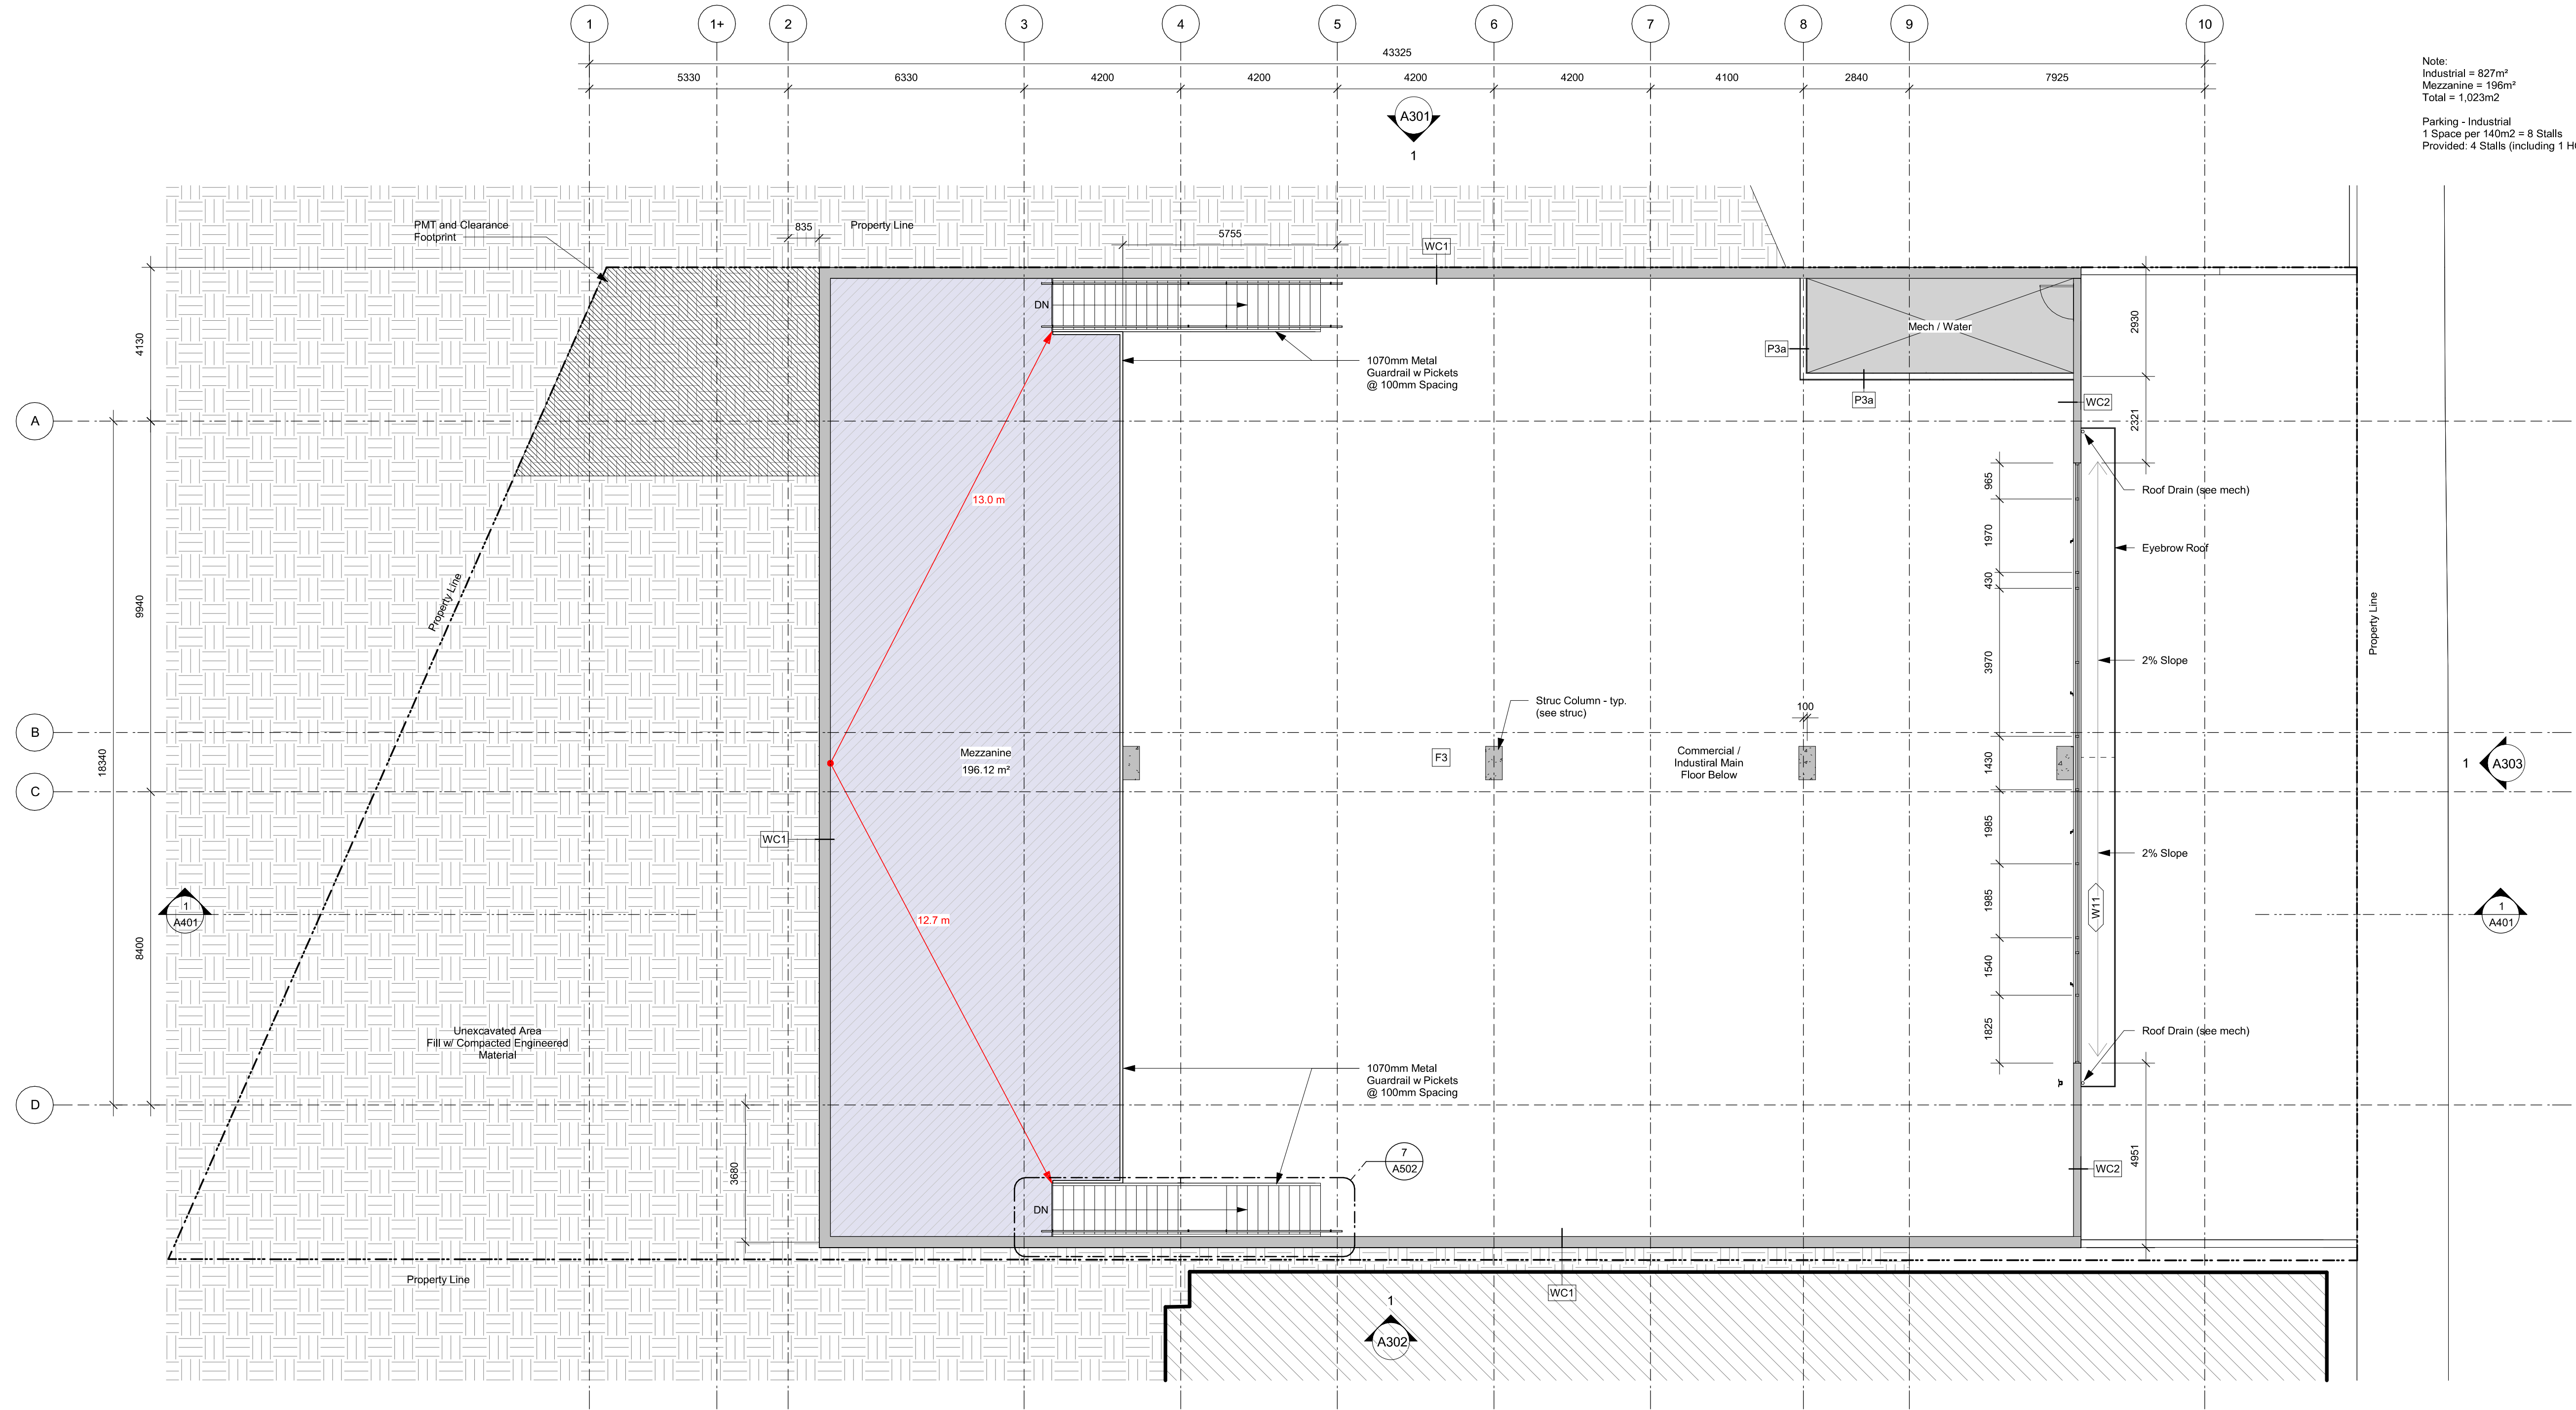 1
1+
2
3
4
5
6
7
8
9
10
43325
5330
6330
4200
4200
4200
4200
4100
2840
7925
Note:
Industrial = 827m²
Mezzanine = 196m²
Total = 1,023m2
Parking - Industrial
1 Space per 140m2 = 8 Stalls
Provided: 4 Stalls (including 1
A301
1
PMT and Clearance
Footprint
835
Property Line
5755
WC1
DN
Mech / Water
2930
4130
1070mm Metal
Guardrail w Pickets
@ 100mm Spacing
P3a
P3a
WC2
2321
A
965
13.0 m
Roof Drain (see mech)
1970
Eyebrow Roof
430
9940
Property Line
Property Line
3970
2% Slope
Struc Column - typ.
(see struc)
100
B
18340
Mezzanine
196.12 m²
F3
Commercial /
Industiral Main
Floor Below
1430
1
A303
C
WC1
1985
2% Slope
1
A401
12.7 m
1985
W11
1
A401
8400
1540
Unexcavated Area
Fill w/ Compacted Engineered
Material
1825
Roof Drain (see mech)
1070mm Metal
Guardrail w Pickets
@ 100mm Spacing
D
3680
7
A502
4951
WC2
DN
Property Line
WC1
1
A302